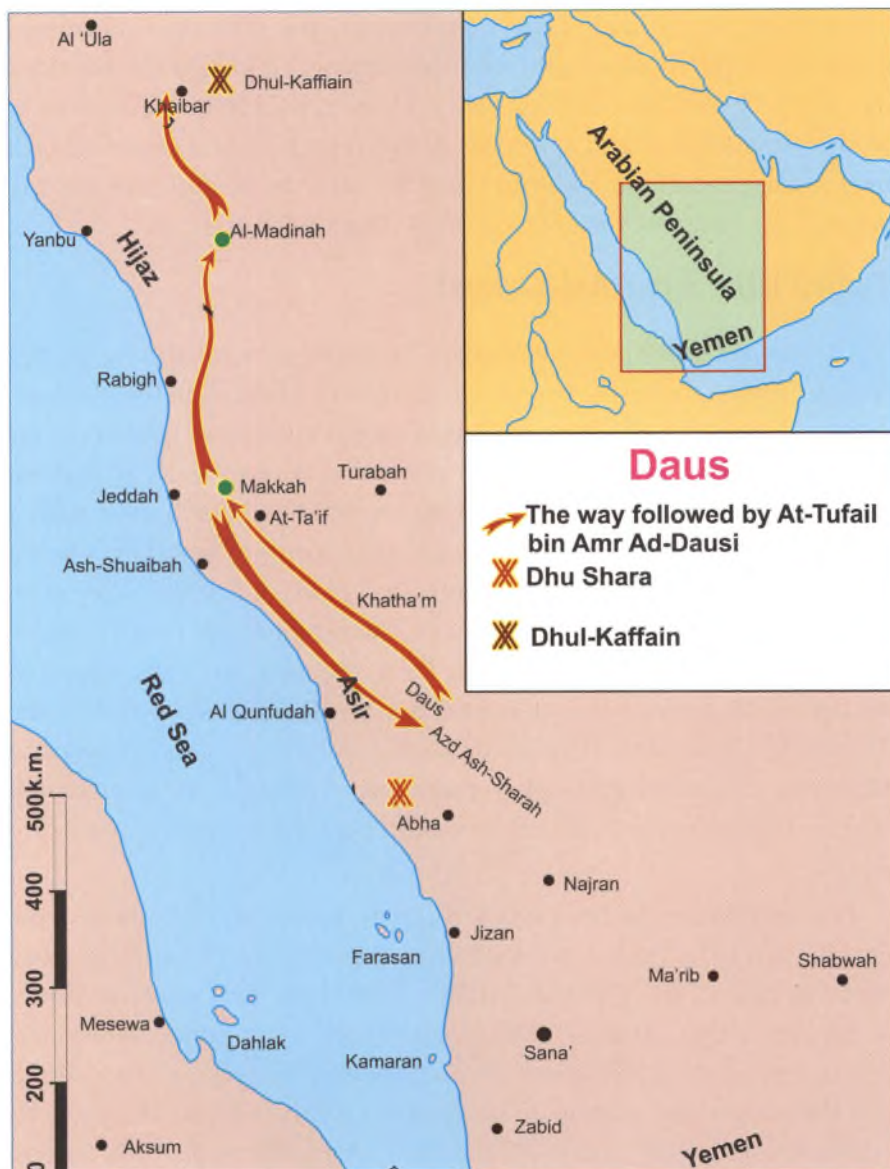 Al ‘Ula
Dhul-Kaffiain
Khaibar
Al-Madinah
Yanbu
Hijaz
Rabigh
Turabah
Jeddah
Makkah
At-Ta’if
Ash-Shuaibah
Khatha’m
Daus
Asir
Al Qunfudah
Azd Ash-Sharah
Red Sea
Abha
Najran
Jizan
Farasan
Ma’rib
Shabwah
Mesewa
Dahlak
Sana’
Kamaran
Zabid
Aksum
Yemen
500k.m.
400
300
200
Arabian Peninsula
Yemen
Daus
The way followed by At-Tufail
bin Amr Ad-Dausi
Dhu Shara
Dhul-Kaffain